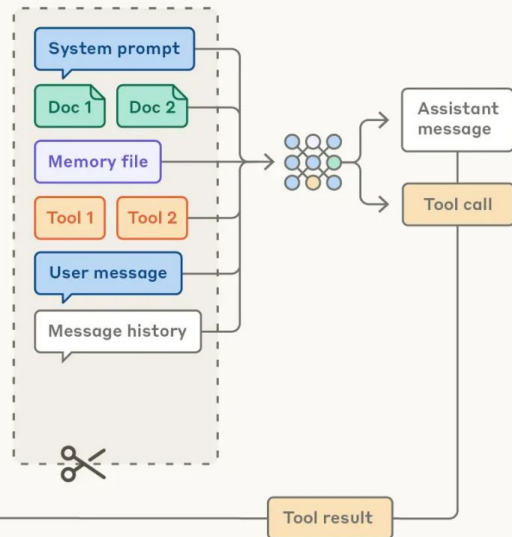 System prompt
Doc 1
Doc 2
Memory file
Tool 1
Tool 2
User message
Message history
Assistant
message
Tool call
Tool result